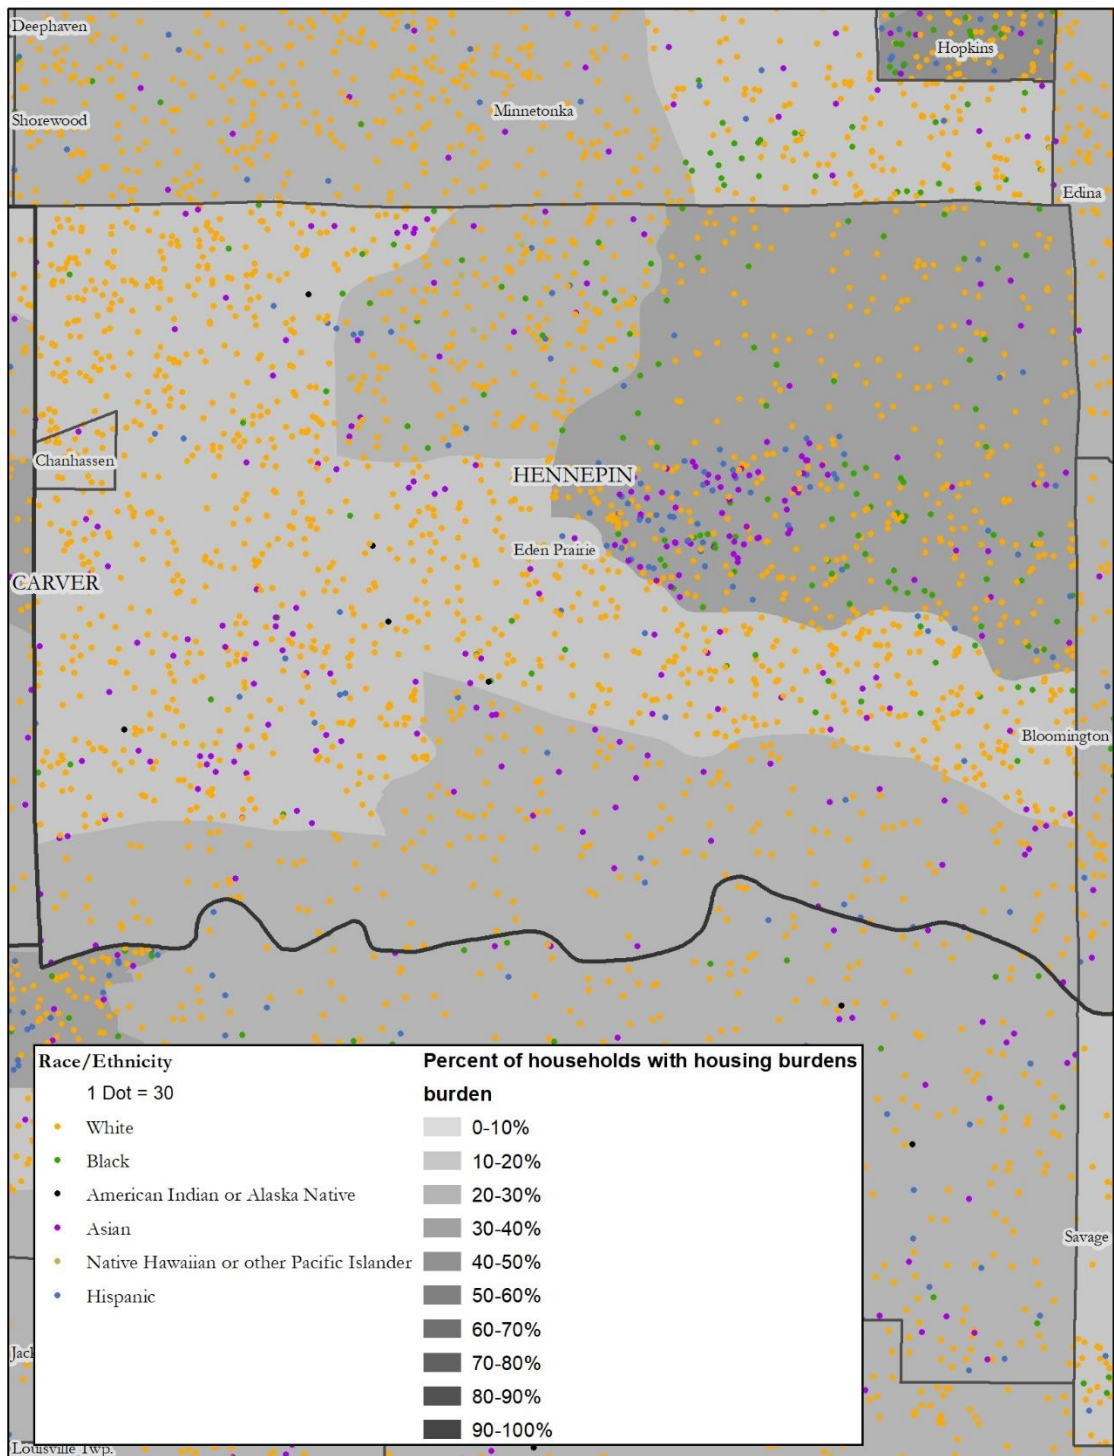 Deephaven
Hopkins
Minnetonka
Shorewood
Edina
Chanhassen
HENNEPIN
Eden Prairie
CARVER
Bloomington
Race/Ethnicity
1 Dot = 30
White
Black
American Indian or Alaska Native
Asian
Native Hawaiian or other Pacific Islander
Hispanic
Percent of households with housing burdens
burden
0-10%
10-20%
20-30%
30-40%
40-50%
50-60%
60-70%
70-80%
80-90%
90-100%
Savage
Jack
Louisville Twp.